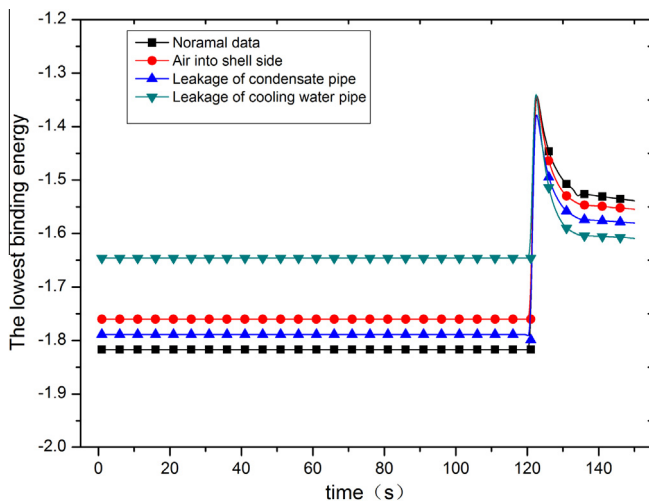 -1.2
-1.3
-1.4
-1.5
-1.6
-1.7
-1.8
-1.9
-2.0
The lowest binding energy
Noramal data
Air into shell side
Leakage of condensate pipe
Leakage of cooling water pipe
0 20 40 60 80 100 120 140
time（s）